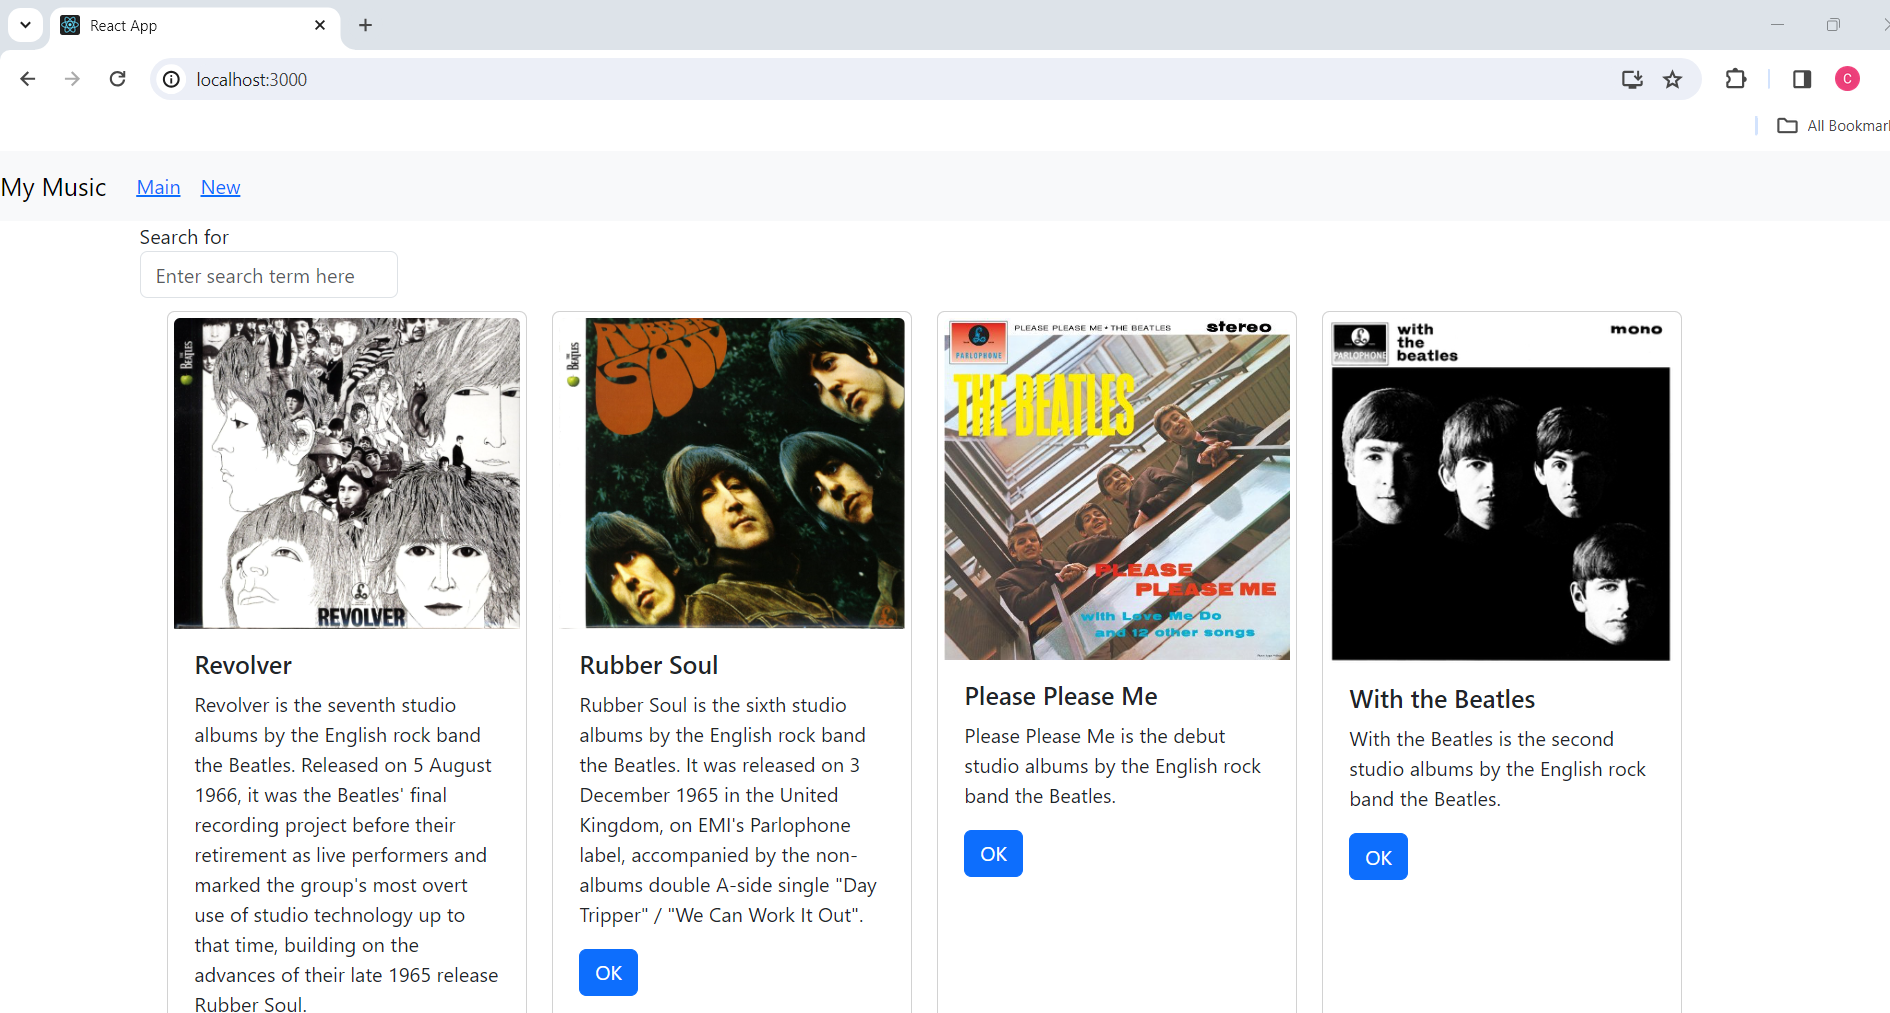 React App
localhost:3000
C
All Bookmar
My Music Main New
Search for
Enter search term here
THE BEATLES
REVOLVER
Revolver
Revolver is the seventh studio
albums by the English rock band
the Beatles. Released on 5 August
1966, it was the Beatles' final
recording project before their
retirement as live performers and
marked the group's most overt
use of studio technology up to
that time, building on the
advances of their late 1965 release
Rubber Soul.
THE BEATLES
RUBBER
SOUL
Rubber Soul
Rubber Soul is the sixth studio
albums by the English rock band
the Beatles. It was released on 3
December 1965 in the United
Kingdom, on EMI's Parlophone
label, accompanied by the non-
albums double A-side single "Day
Tripper" / "We Can Work It Out".
OK
PARLOPHONE
PLEASE PLEASE ME • THE BEATLES
stereo
THE BEATLES
PLEASE
PLEASE ME
with Love Me Do
and 12 other songs
Please Please Me
Please Please Me is the debut
studio albums by the English rock
band the Beatles.
OK
PARLOPHONE
with
the
beatles
mono
With the Beatles
With the Beatles is the second
studio albums by the English rock
band the Beatles.
OK